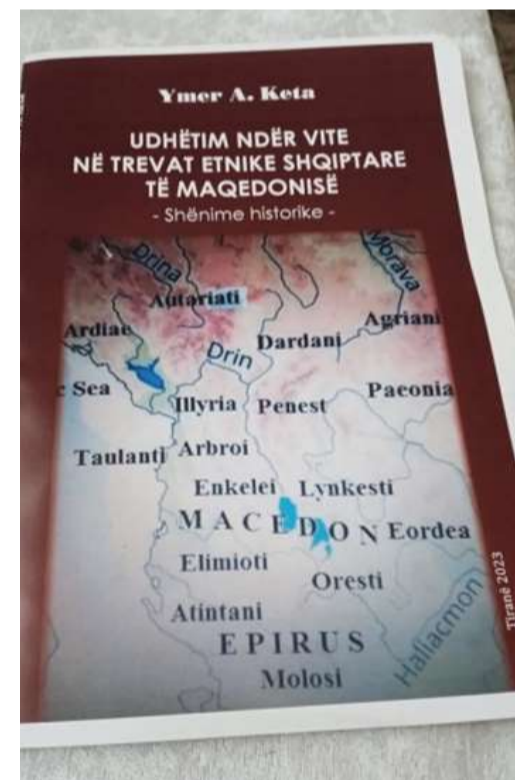 Ymer A. Keta
UDHËTIM NDËR VITE
NË TREVAT ETNIKE SHQIPTARE
TË MAQEDONISË
- Shënime historike -
Drina
Morava
Autariati
Ardiae
Agriani
Drin
Dardani
c Sea
Paeonia
Illyria
Penest
Taulanti
Arbroi
Enkelei
Lynkesti
MACEDON
Eordea
Elimioti
Oresti
Atintani
Haliacmon
EPIRUS
Molosi
Tiranë 2023